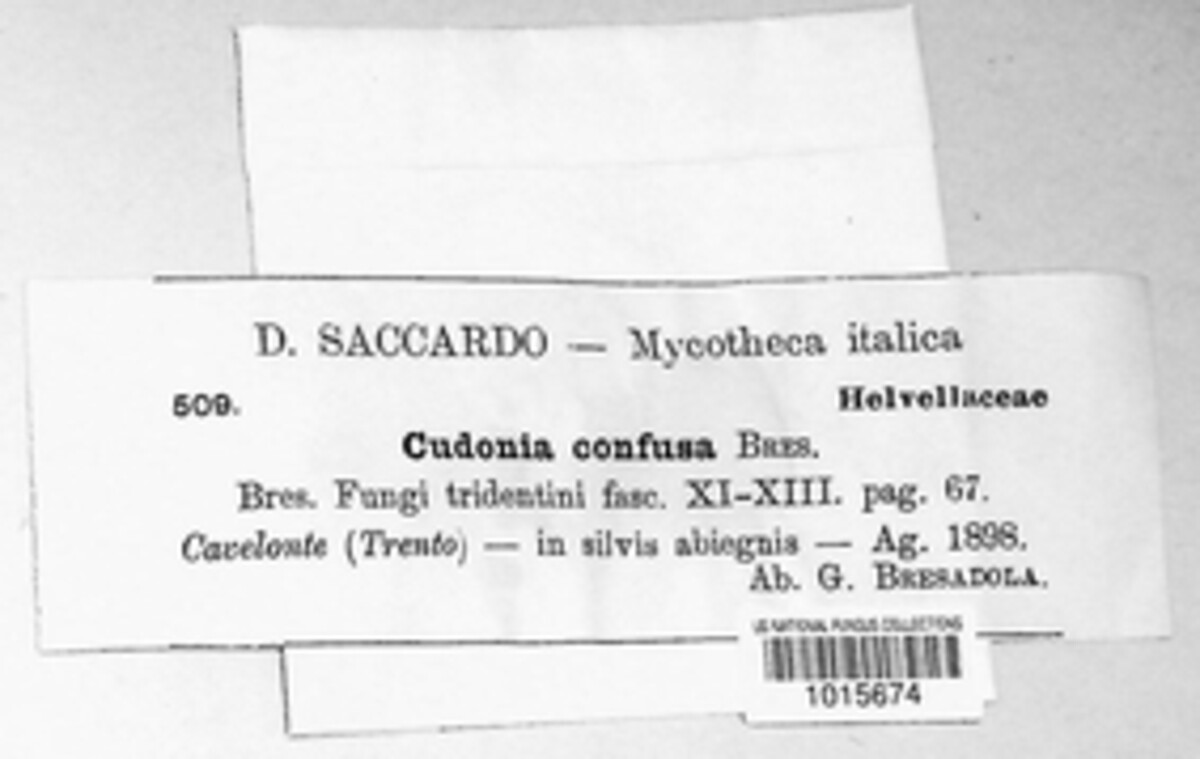 D. SACCARDO — Mycotheca italica
509. Helvellaceae
Cudonia confusa BRES.
Bres. Fungi tridentini fasc. XI-XIII. pag. 67.
Cavelonte (Trento) — in silvis abiegnis — Ag. 1898.
Ab. G. BRESADOLA.
US NATIONAL FUNGUS COLLECTIONS
1015674